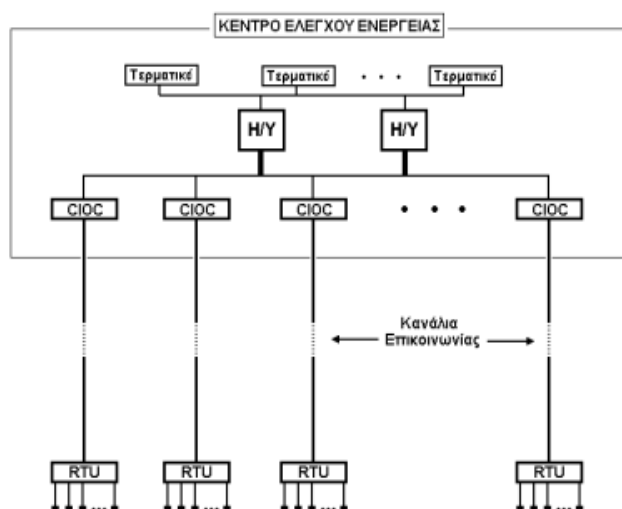 ΚΕΝΤΡΟ ΕΛΕΓΧΟΥ ΕΝΕΡΓΕΙΑΣ
Τερματικό Τερματικό . . . Τερματικό
Η/Υ Η/Υ
CIOC CIOC CIOC • • • CIOC
Κανάλια
Επικοινωνίας
RTU RTU RTU RTU